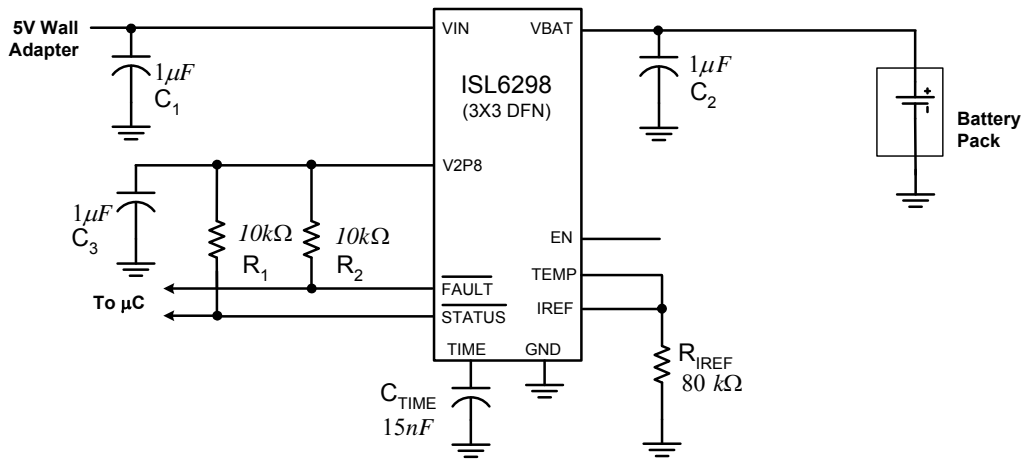 5V Wall
Adapter
1μF
C1
VIN
VBAT
ISL6298
(3X3 DFN)
1μF
C2
+
Battery
Pack
V2P8
1μF
C3
10kΩ
R1
10kΩ
R2
EN
TEMP
IREF
To μC
FAULT
STATUS
TIME
GND
CTIME
15nF
RIREF
80 kΩ